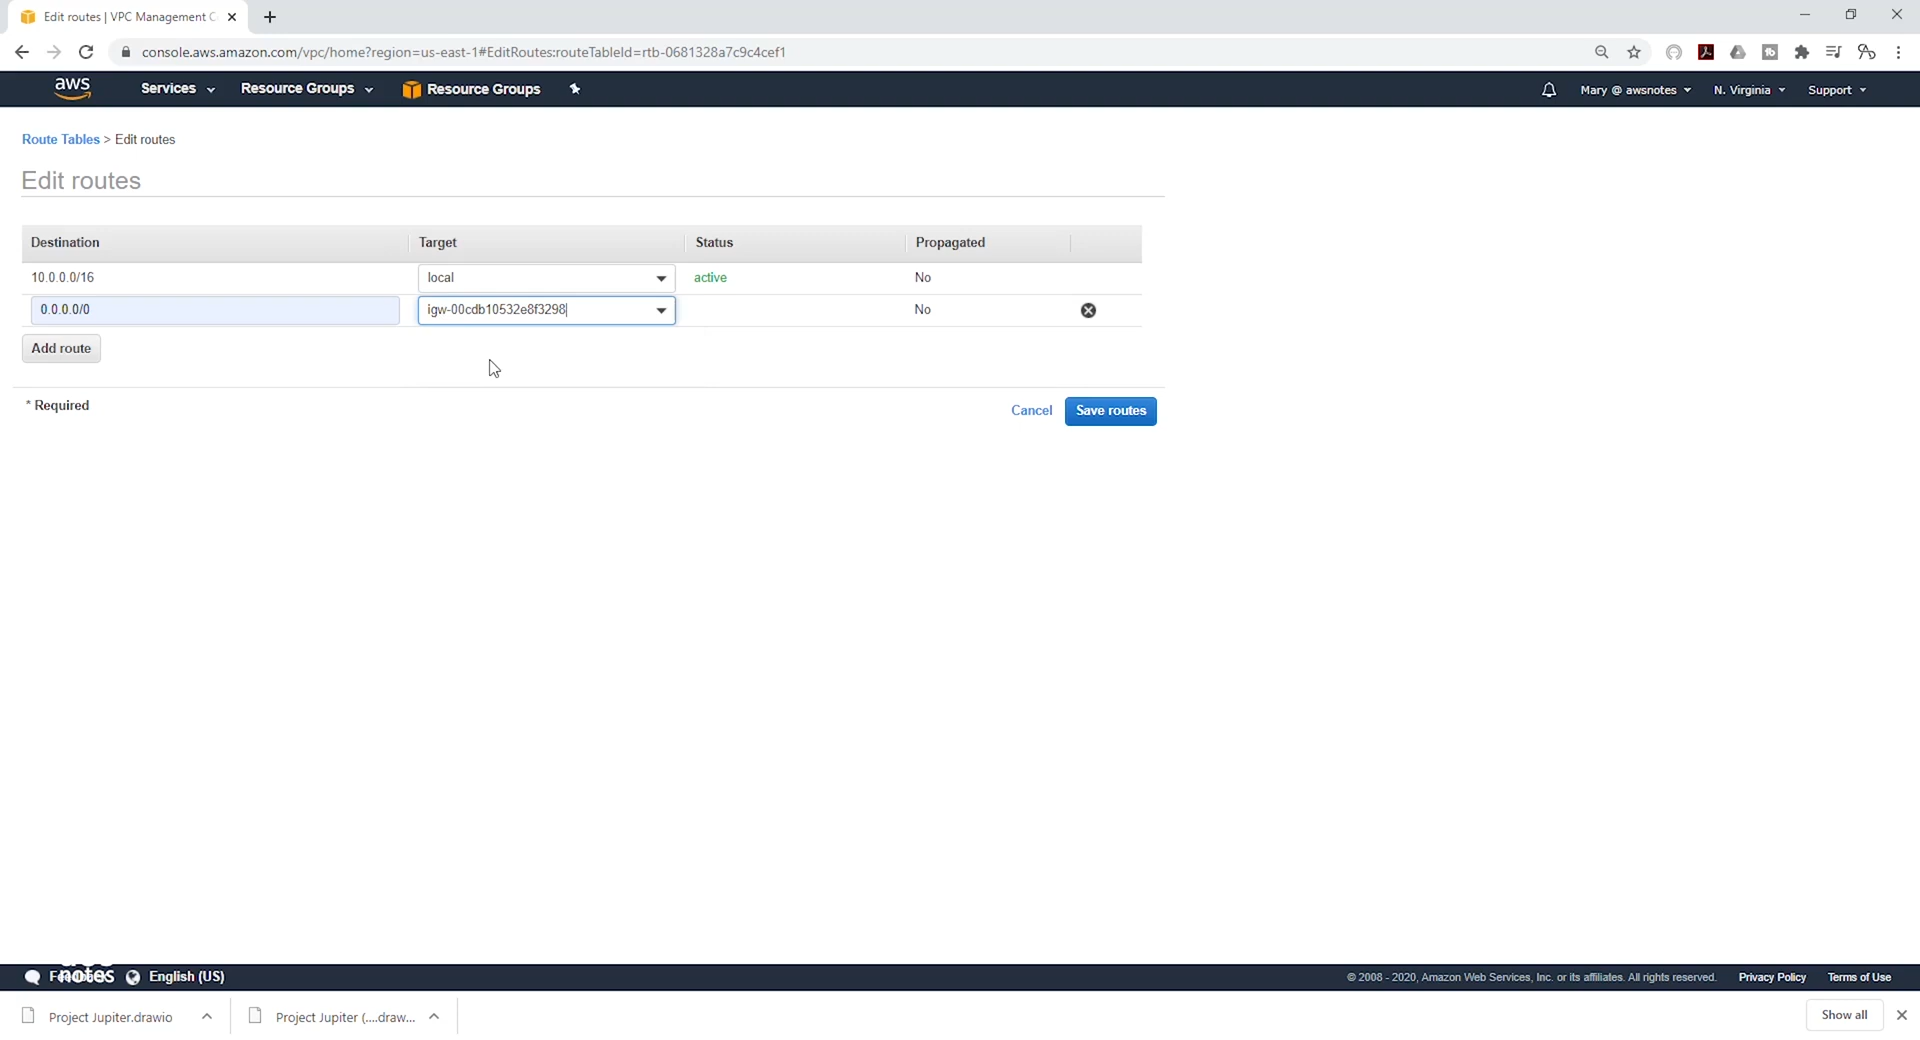 Edit routes | VPC Management C
console.aws.amazon.com/vpc/home?region=us-east-1#EditRoutes:routeTableId=rtb-0681328a7c9c4cef1
aws Services Resource Groups Resource Groups Mary @ awsnotes N. Virginia Support
Route Tables > Edit routes
Edit routes
Destination Target Status Propagated
10.0.0.0/16 local active No
0.0.0.0/0 igw-00cdb10532e8f3298 No
Add route
* Required Cancel Save routes
notes English (US) © 2008 - 2020, Amazon Web Services, Inc. or its affiliates. All rights reserved. Privacy Policy Terms of Use
Project Jupiter.drawio Project Jupiter (....draw... Show all